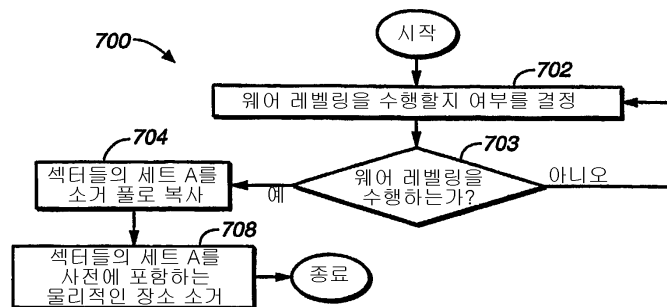 700
시작
702
웨어 레벨링을 수행할지 여부를 결정
704
섹터들의 세트 A를
소거 풀로 복사
703
웨어 레벨링을
수행하는가?
예
아니오
708
섹터들의 세트 A를
사전에 포함하는
물리적인 장소 소거
종료